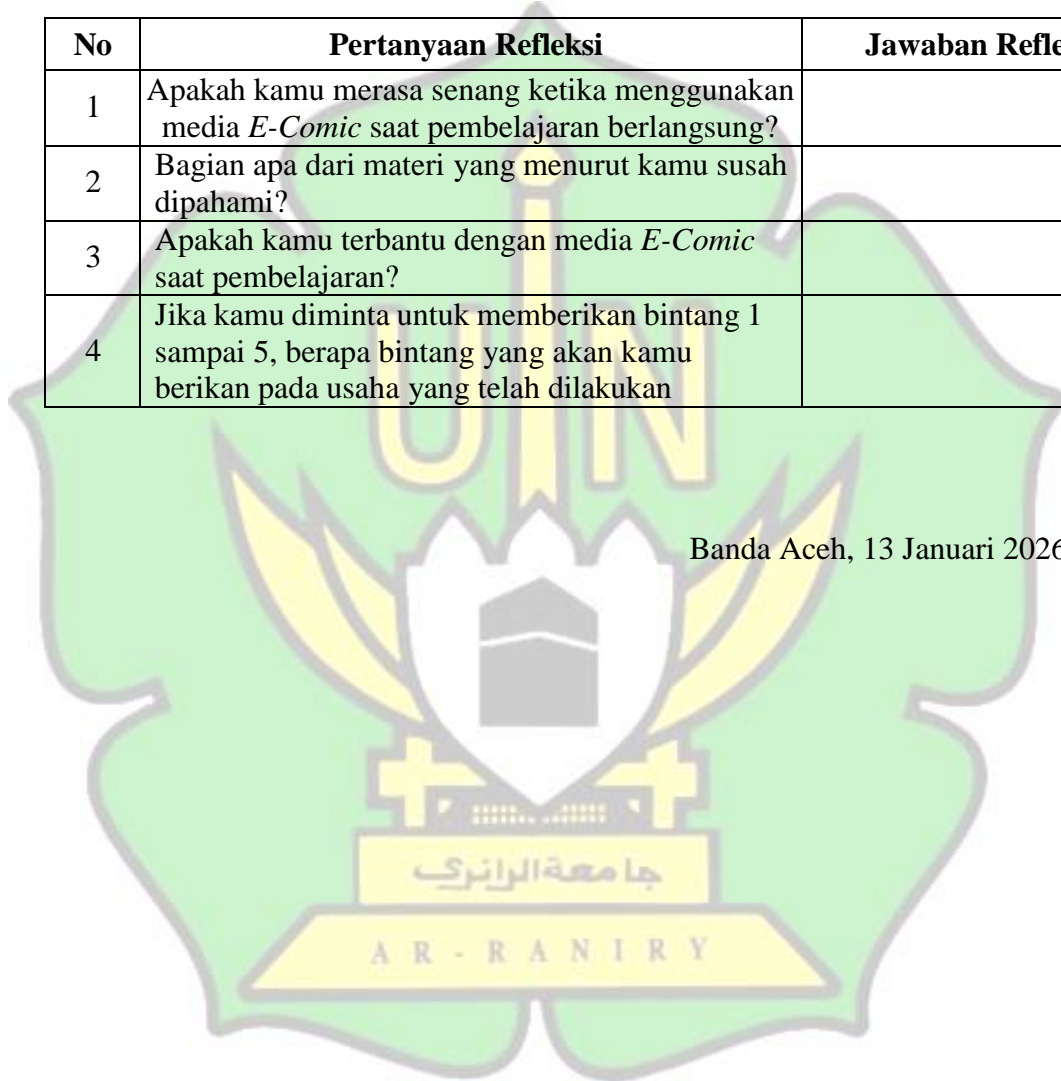 No Pertanyaan Refleksi Jawaban
1 Apakah kamu merasa senang ketika menggunakan
media E-Comic saat pembelajaran berlangsung?
2 Bagian apa dari materi yang menurut kamu susah
dipahami?
3 Apakah kamu terbantu dengan media E-Comic
saat pembelajaran?
Jika kamu diminta untuk memberikan bintang 1
4 sampai 5, berapa bintang yang akan kamu
berikan pada usaha yang telah dilakukan
UIN
Banda Aceh, 13 Januari 2026
جامعة الرانري
AR-RANIRY